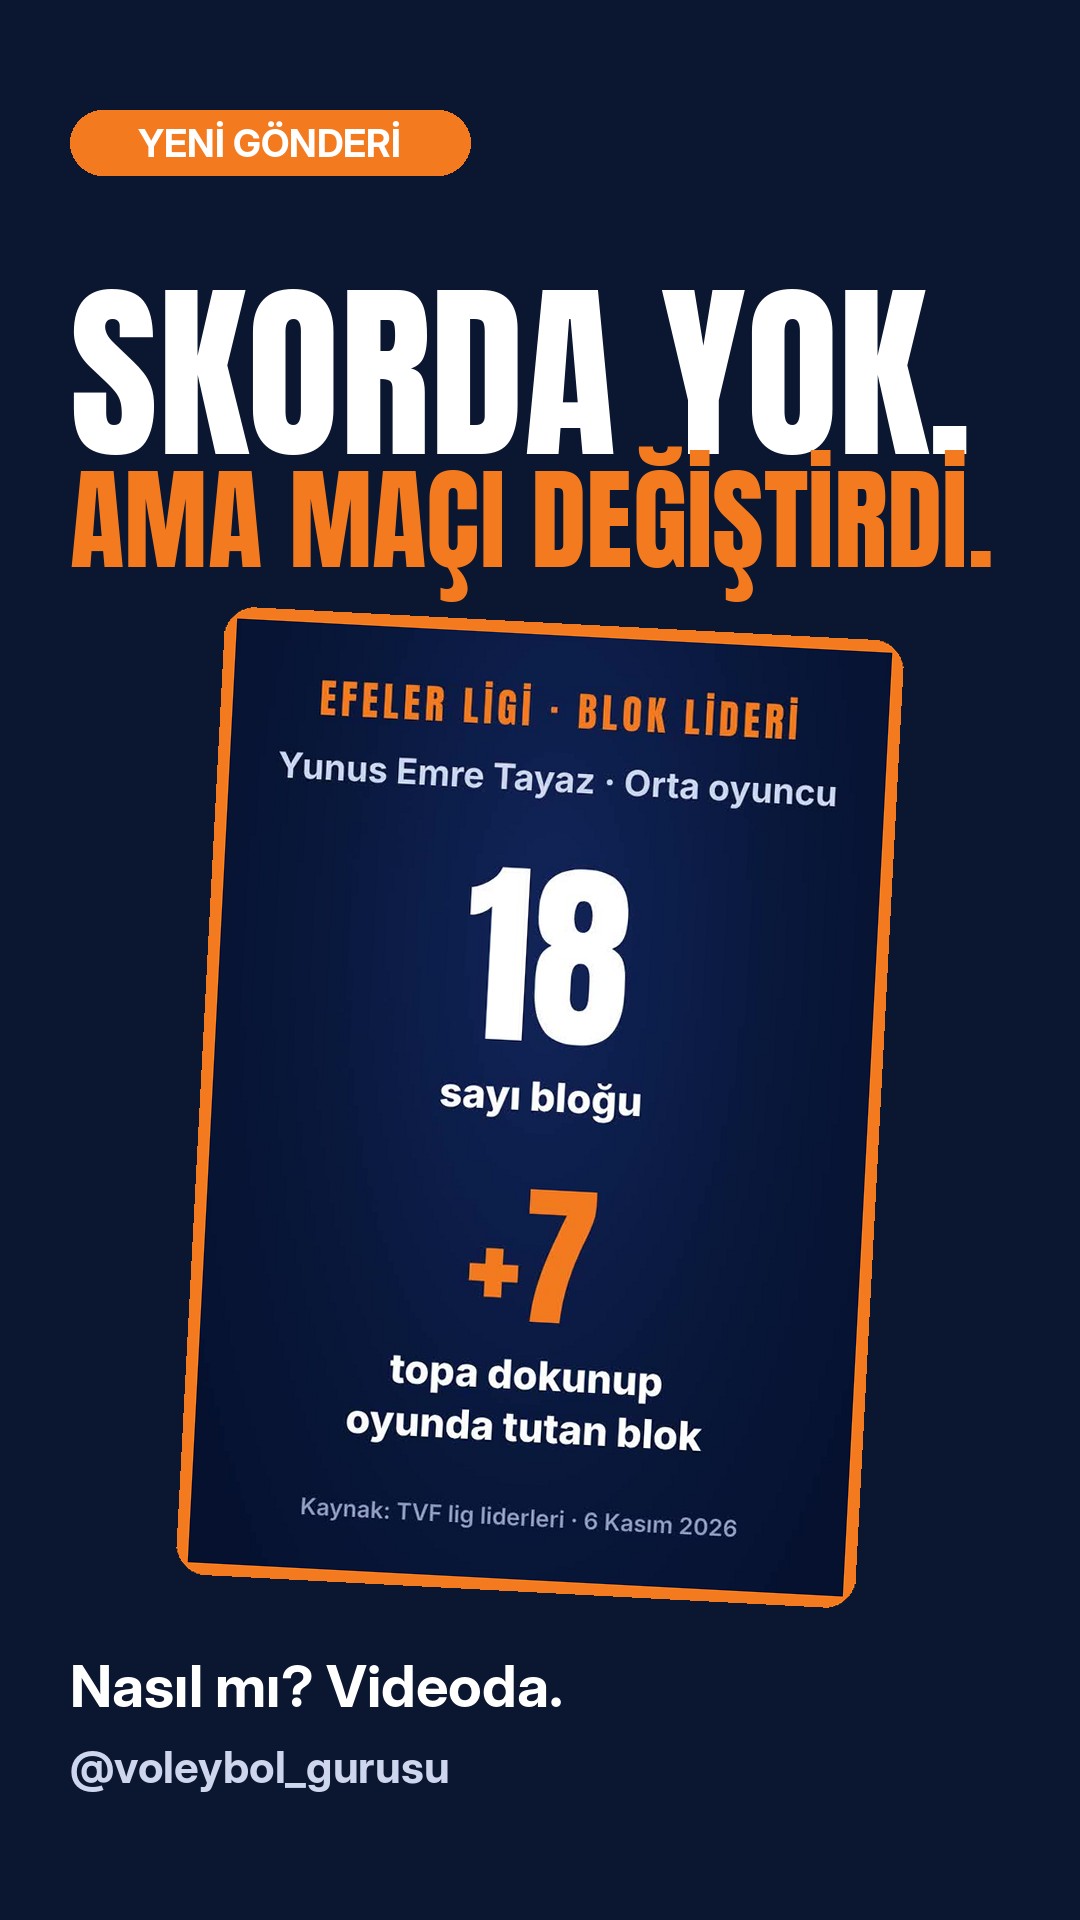 YENİ GÖNDERİ
SKORDA YOK.
AMA MAÇI DEĞİŞTİRDİ.
EFELER LİGİ · BLOK LİDERİ
Yunus Emre Tayaz · Orta oyuncu
18
sayı bloğu
+7
topa dokunup
oyunda tutan blok
Kaynak: TVF lig liderleri · 6 Kasım 2026
Nasıl mı? Videoda.
@voleybol_gurusu